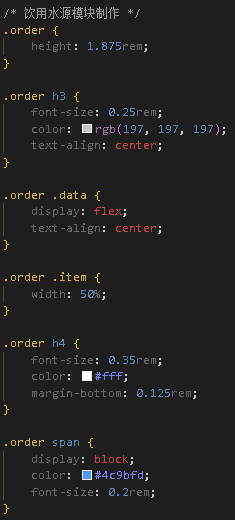 /* 饮用水源模块制作 */
.order {
    height: 1.875rem;
}

.order h3 {
    font-size: 0.25rem;
    color: rgb(197, 197, 197);
    text-align: center;
}

.order .data {
    display: flex;
    text-align: center;
}

.order .item {
    width: 50%;
}

.order h4 {
    font-size: 0.35rem;
    color: #fff;
    margin-bottom: 0.125rem;
}

.order span {
    display: block;
    color: #4c9bfd;
    font-size: 0.2rem;